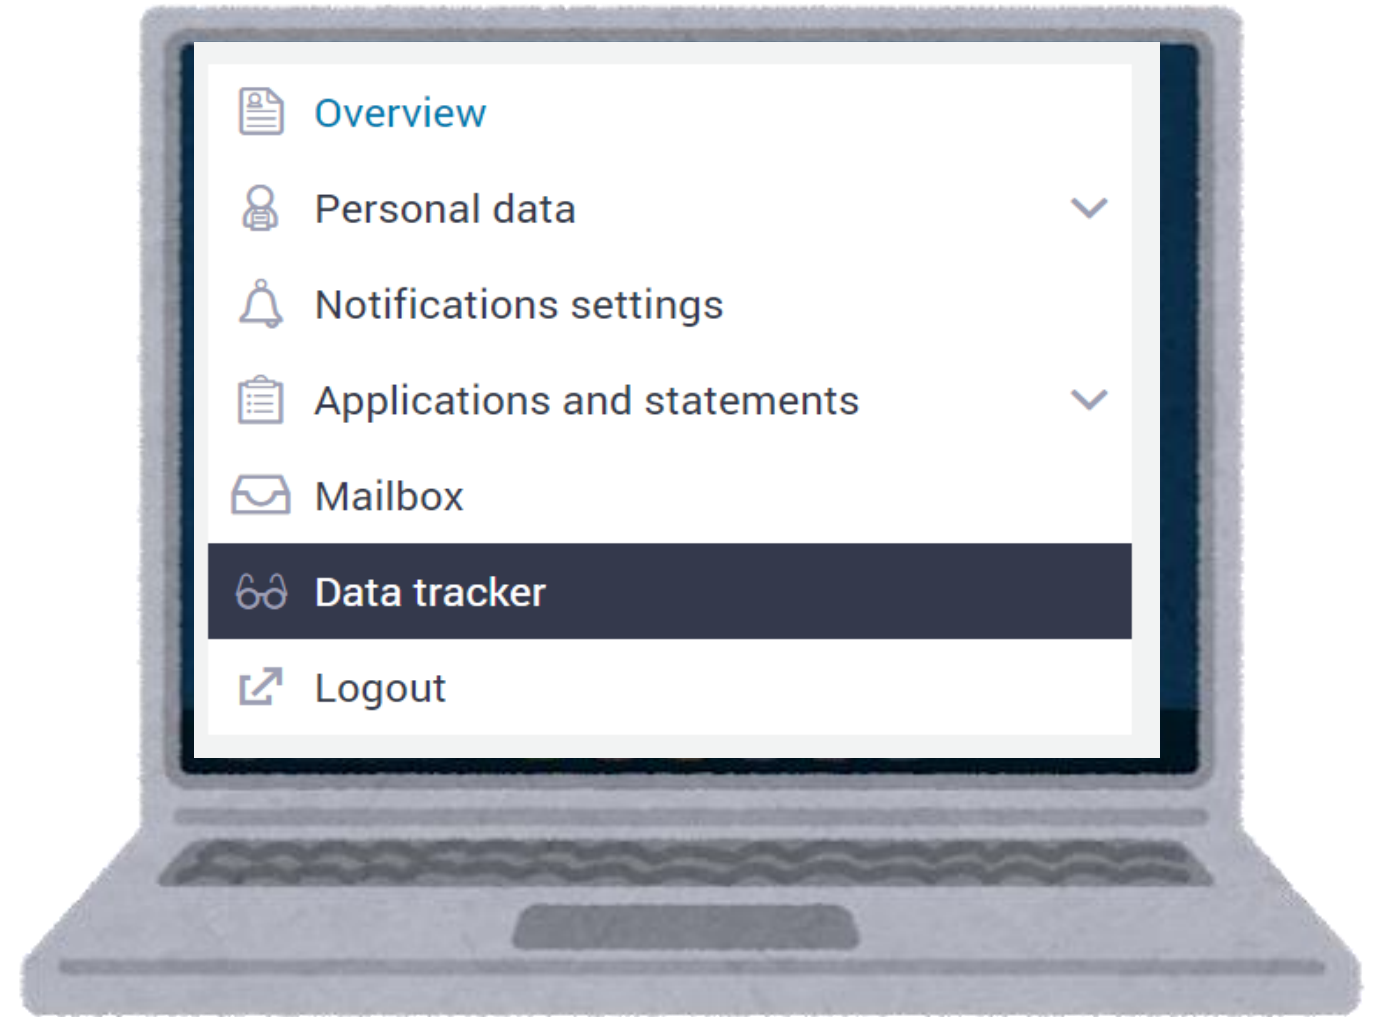 Overview
Personal data
Notifications settings
Applications and statements
Mailbox
Data tracker
Logout